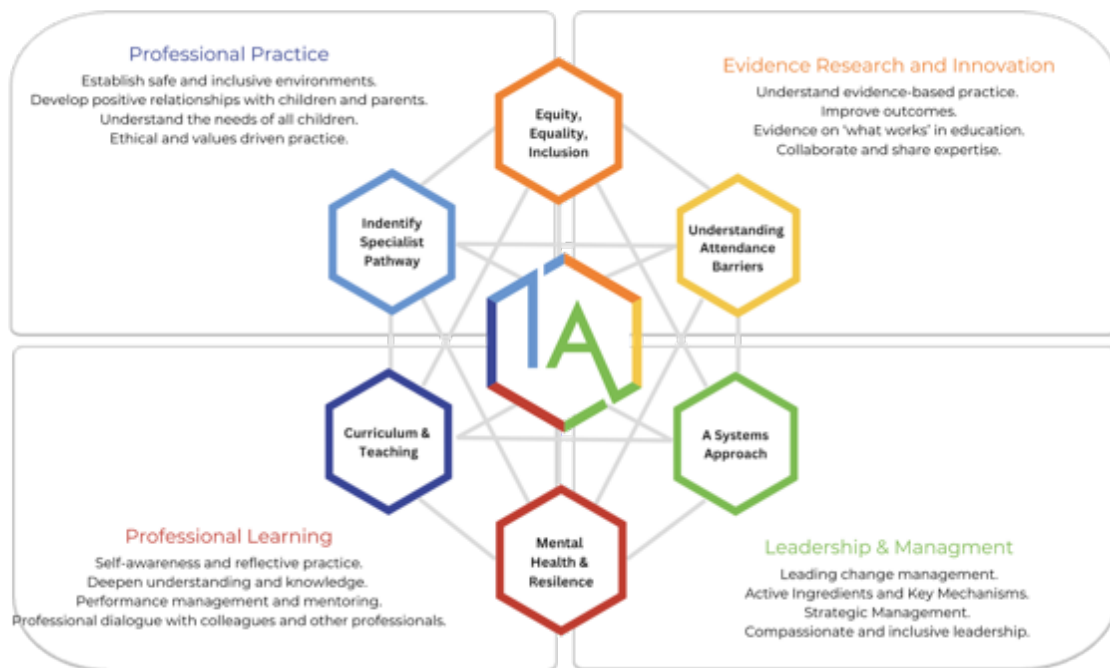 Professional Practice
Establish safe and inclusive environments.
Develop positive relationships with children and parents.
Understand the needs of all children.
Ethical and values driven practice.
Evidence Research and Innovation
Understand evidence-based practice.
Improve outcomes.
Evidence on 'what works' in education.
Collaborate and share expertise.
Equity,
Equality,
Inclusion
Indentify
Specialist
Pathway
Understanding
Attendance
Barriers
1A
Curriculum &
Teaching
A Systems
Approach
Mental
Health &
Resilence
Professional Learning
Self-awareness and reflective practice.
Deepen understanding and knowledge.
Performance management and mentoring.
Professional dialogue with colleagues and other professionals.
Leadership & Managment
Leading change management.
Active Ingredients and Key Mechanisms.
Strategic Management.
Compassionate and inclusive leadership.